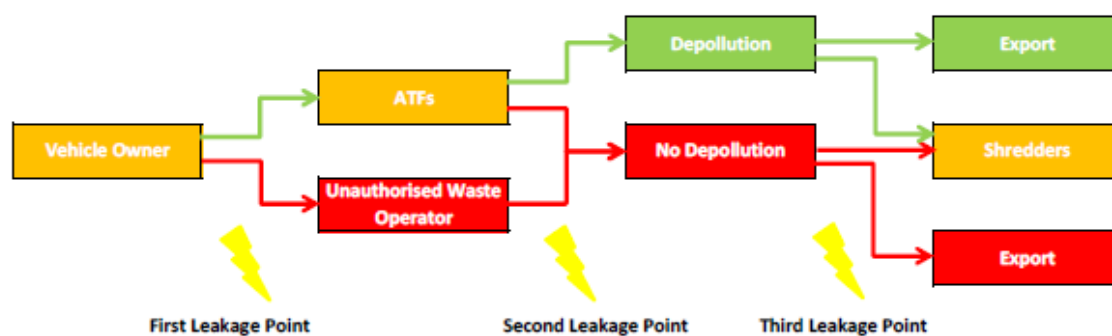 Depollution
Export
ATFs
Vehicle Owner
No Depollution
Shredders
Unauthorised Waste
Operator
Export
First Leakage Point
Second Leakage Point
Third Leakage Point